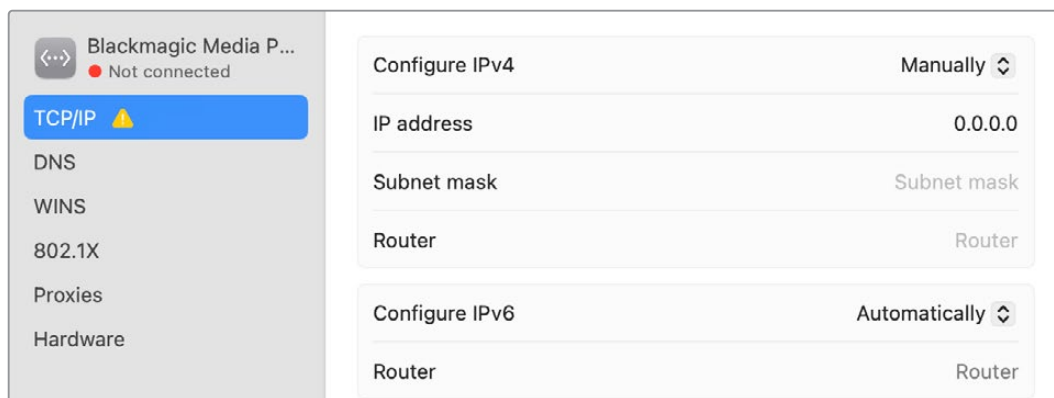 Blackmagic Media P...
Not connected
TCP/IP
DNS
WINS
802.1X
Proxies
Hardware
Configure IPv4 Manually
IP address 0.0.0.0
Subnet mask Subnet mask
Router Router
Configure IPv6 Automatically
Router Router